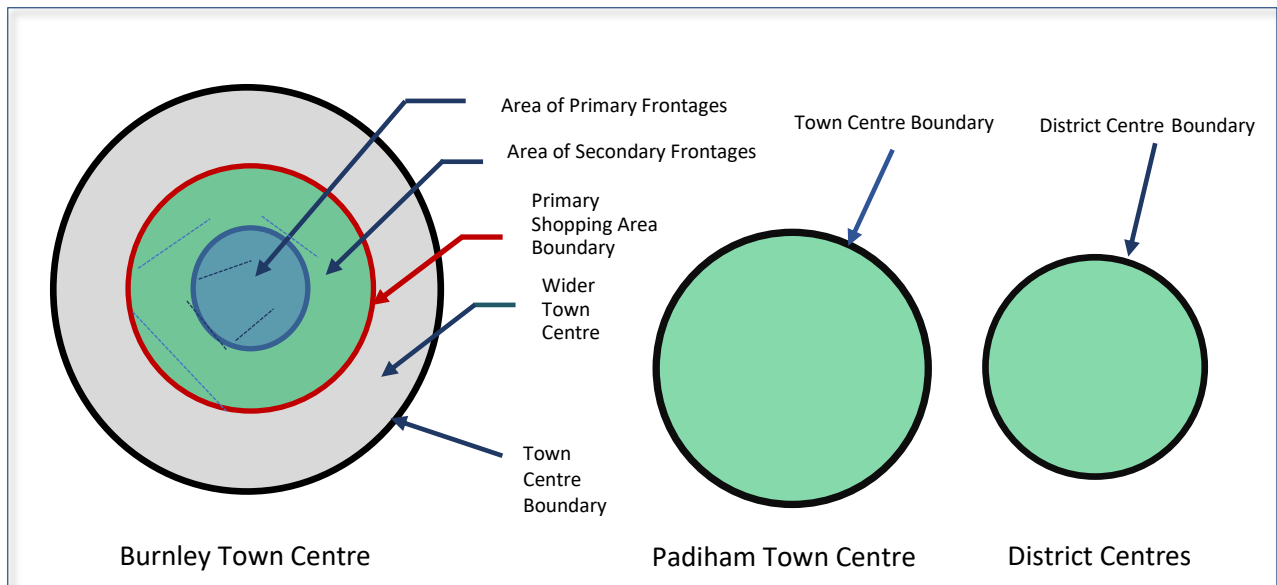 Area of Primary Frontages
Area of Secondary Frontages
Primary
Shopping Area
Boundary
Wider
Town
Centre
Town
Centre
Boundary
Burnley Town Centre
Town Centre Boundary
Padiham Town Centre
District Centre Boundary
District Centres